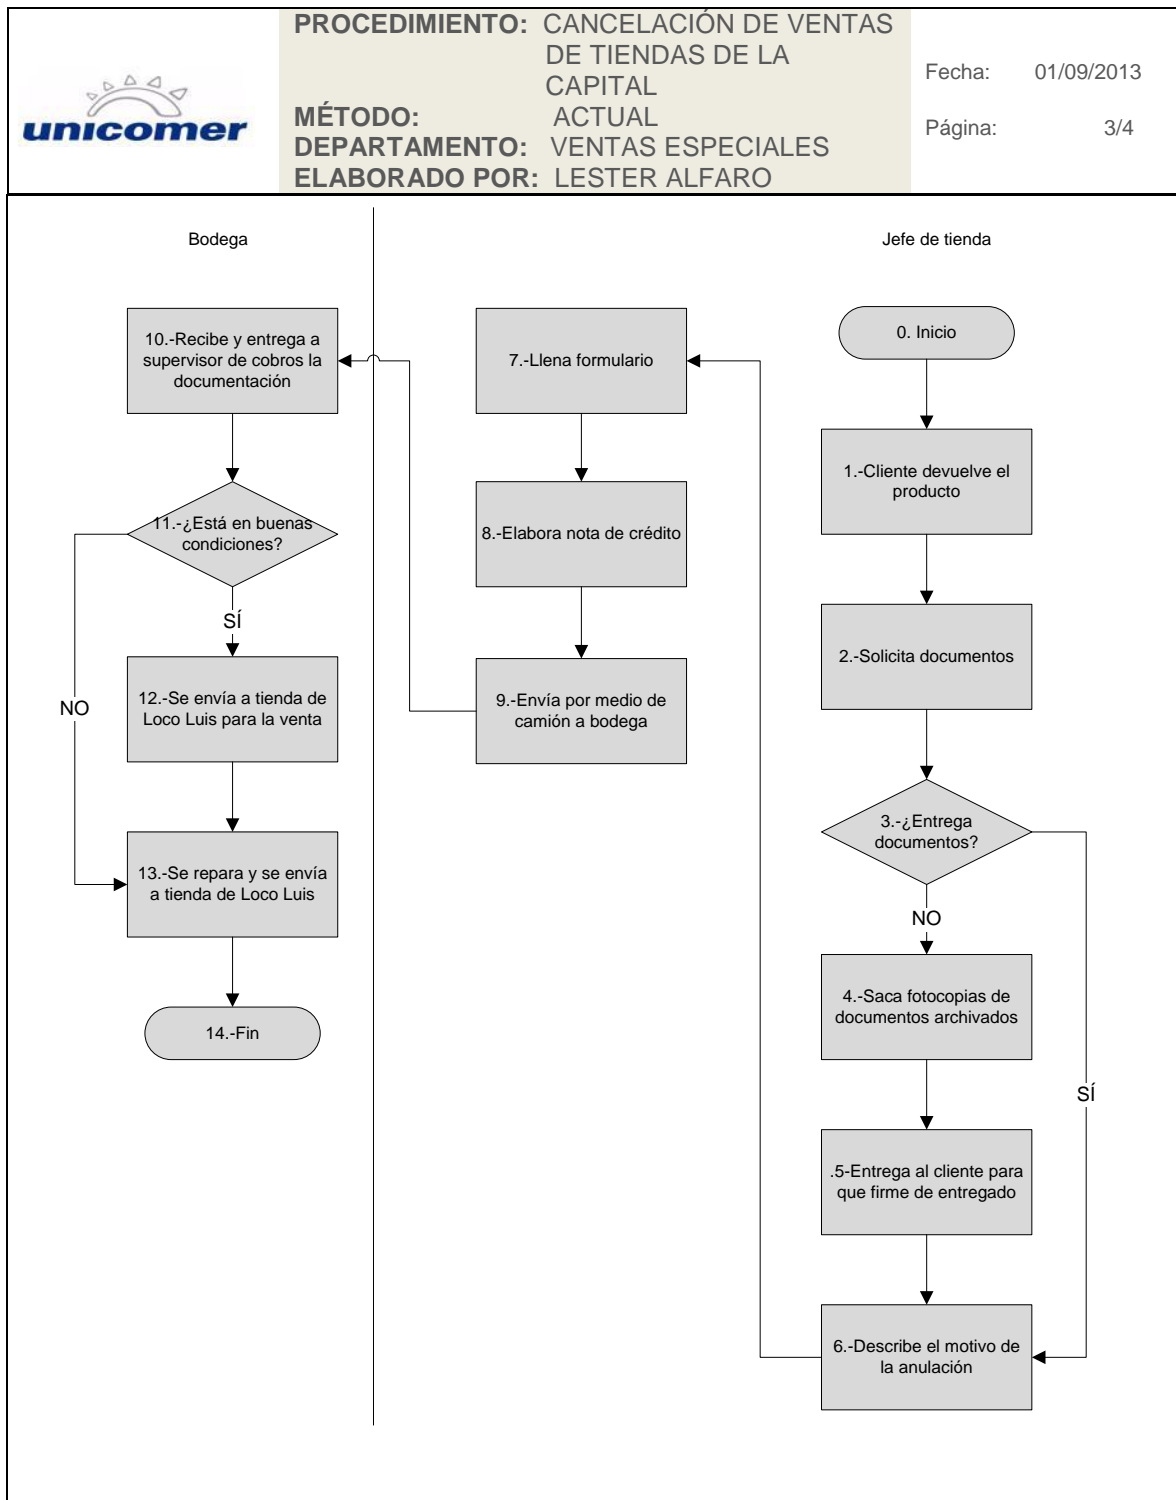 unicomer
PROCEDIMIENTO: CANCELACIÓN DE VENTAS
DE TIENDAS DE LA
CAPITAL
MÉTODO: ACTUAL
DEPARTAMENTO: VENTAS ESPECIALES
ELABORADO POR: LESTER ALFARO
Fecha: 01/09/2013
Página: 3/4
Bodega
Jefe de tienda
0. Inicio
1.-Cliente devuelve el
producto
2.-Solicita documentos
3.-¿Entrega
documentos?
NO
SÍ
4.-Saca fotocopias de
documentos archivados
.5-Entrega al cliente para
que firme de entregado
6.-Describe el motivo de
la anulación
7.-Llena formulario
8.-Elabora nota de crédito
9.-Envía por medio de
camión a bodega
10.-Recibe y entrega a
supervisor de cobros la
documentación
11.-¿Está en buenas
condiciones?
SÍ
NO
12.-Se envía a tienda de
Loco Luis para la venta
13.-Se repara y se envía
a tienda de Loco Luis
14.-Fin